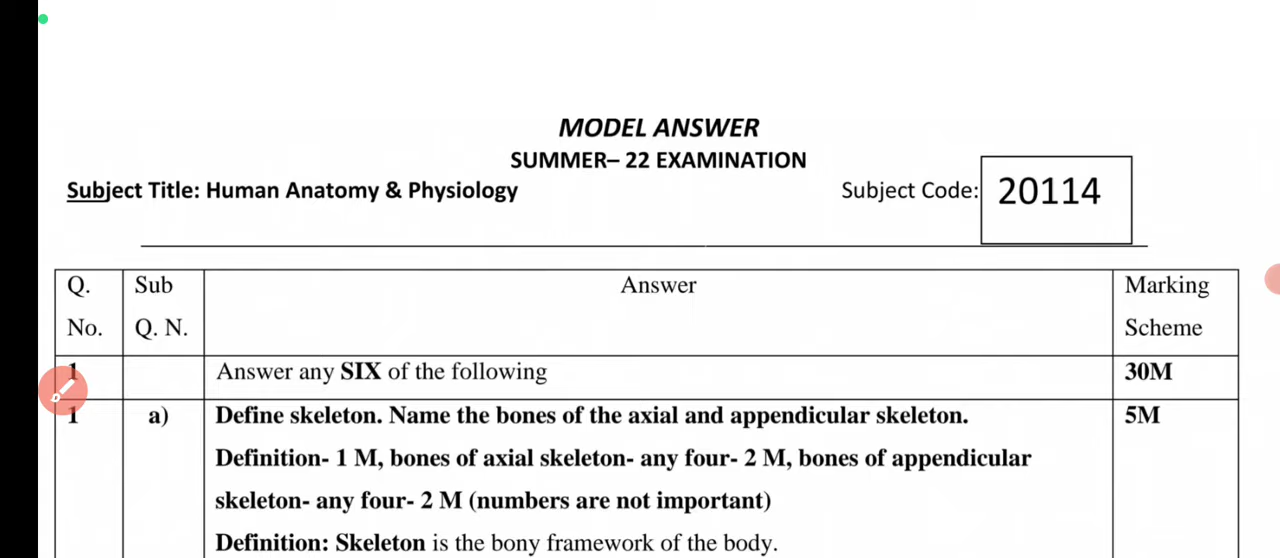 MODEL ANSWER
SUMMER– 22 EXAMINATION
Subject Title: Human Anatomy & Physiology Subject Code: 20114
Q. No. Sub Q. N. Answer Marking Scheme
1 Answer any SIX of the following 30M
1 a) Define skeleton. Name the bones of the axial and appendicular skeleton. 5M
Definition- 1 M, bones of axial skeleton- any four- 2 M, bones of appendicular
skeleton- any four- 2 M (numbers are not important)
Definition: Skeleton is the bony framework of the body.